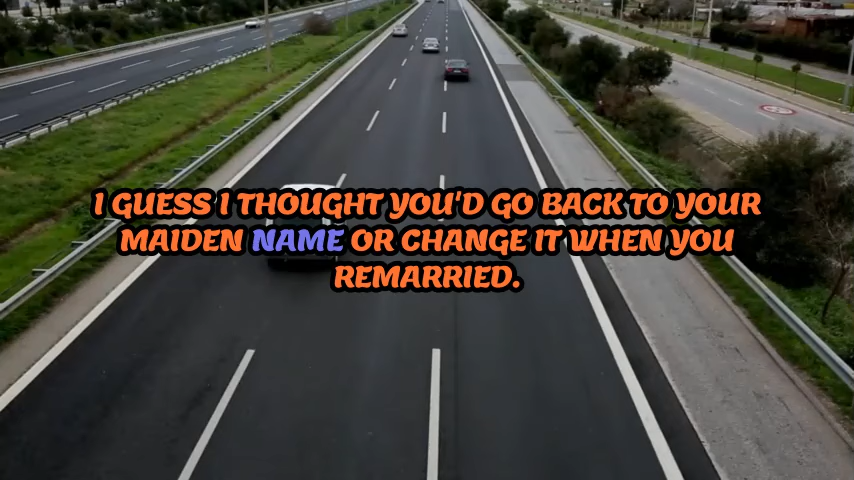 I GUESS I THOUGHT YOU'D GO BACK TO YOUR
MAIDEN NAME OR CHANGE IT WHEN YOU
REMARRIED.